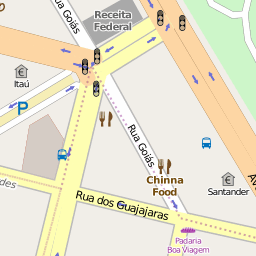 Receita
Federal
Rua Goiás
Itaú
P
Rua Goiás
Chinna
Food
Santander
Rua dos Guajajaras
Padaria
Boa Viagem